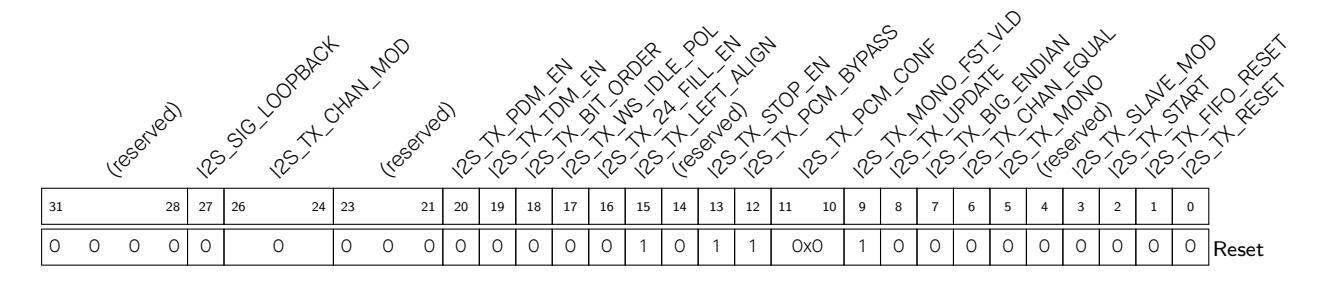 (reserved)
I2S_SIG_LOOPBACK
I2S_TX_CHAN_MOD
(reserved)
I2S_TX_PDM_EN
I2S_TX_TDM_EN
I2S_TX_BIT_ORDER
I2S_TX_WS_IDLE_POL
I2S_TX_24_FILL_EN
I2S_TX_LEFT_ALIGN
(reserved)
I2S_TX_STOP_EN
I2S_TX_PCM_BYPASS
I2S_TX_PCM_CONF
I2S_TX_MONO_FST_VLD
I2S_TX_UPDATE
I2S_TX_BIG_ENDIAN
I2S_TX_CHAN_EQUAL
I2S_TX_MONO
(reserved)
I2S_TX_SLAVE_MOD
I2S_TX_START
I2S_TX_FIFO_RESET
I2S_TX_RESET
31 28 27 26 24 23 21 20 19 18 17 16 15 14 13 12 11 10 9 8 7 6 5 4 3 2 1 0
0 0 0 0 0 0 0 0 0 0 0 0 0 0 1 0 1 1 0x0 1 0 0 0 0 0 0 0 0 0 Reset